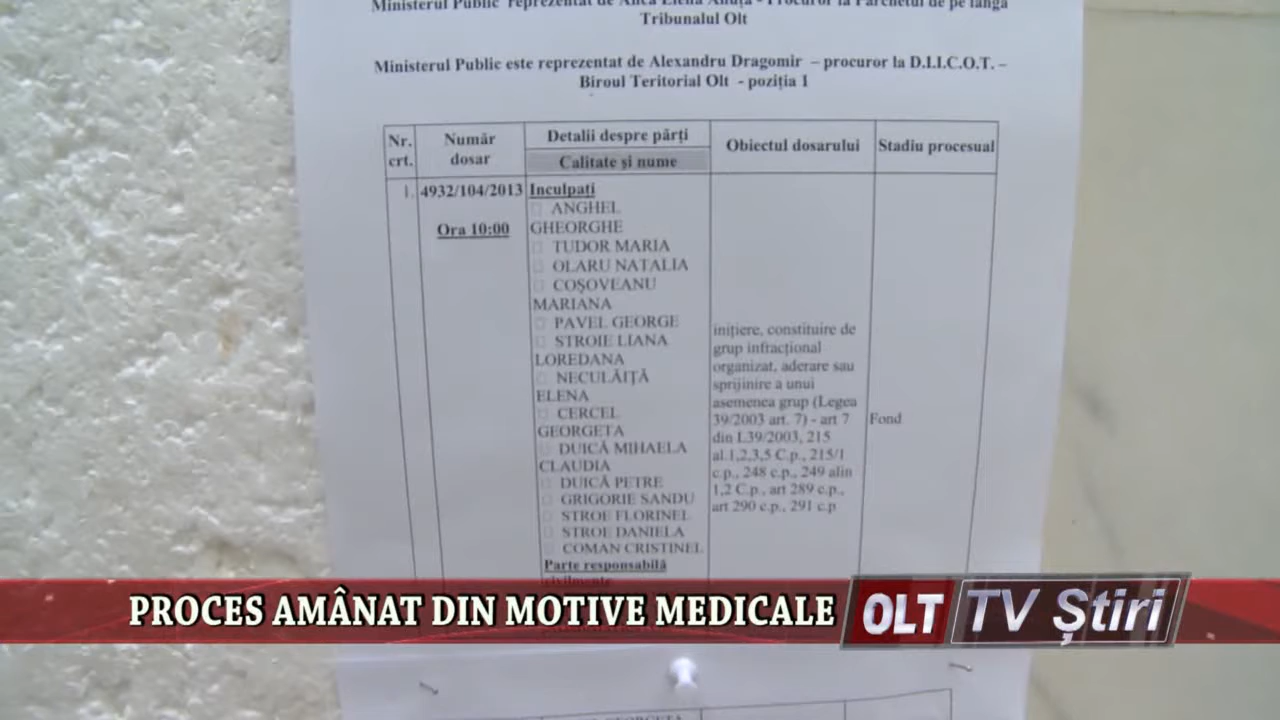 Ministerul Public reprezentat de Anca Elena Anuța - Procuror la Parchetul de pe lângă
Tribunalul Olt
Ministerul Public este reprezentat de Alexandru Dragomir – procuror la D.I.I.C.O.T. –
Biroul Teritorial Olt - poziția 1
Nr. crt.
Număr dosar
Detalii despre părți
Calitate și nume
Obiectul dosarului
Stadiu procesual
1.
4932/104/2013
Ora 10:00
Inculpați
ANGHEL
GHEORGHE
TUDOR MARIA
OLARU NATALIA
COȘOVEANU
MARIANA
PAVEL GEORGE
STROIE LIANA
LOREDANA
NECULĂIȚĂ
ELENA
CERCEL
GEORGETA
DUICĂ MIHAELA
CLAUDIA
DUICĂ PETRE
GRIGORIE SANDU
STROE FLORINEL
STROE DANIELA
COMAN CRISTINEL
Parte responsabilă
civilmente
inițiere, constituire de
grup infracțional
organizat, aderare sau
sprijinire a unui
asemenea grup (Legea
39/2003 art. 7) - art 7
din L39/2003, 215
al 1,2,3,5 C.p., 215/1
c.p., 248 c.p., 249 alin
1,2 C.p., art 289 c.p.,
art 290 c.p., 291 c.p
Fond
PROCES AMÂNAT DIN MOTIVE MEDICALE
OLT TV Știri